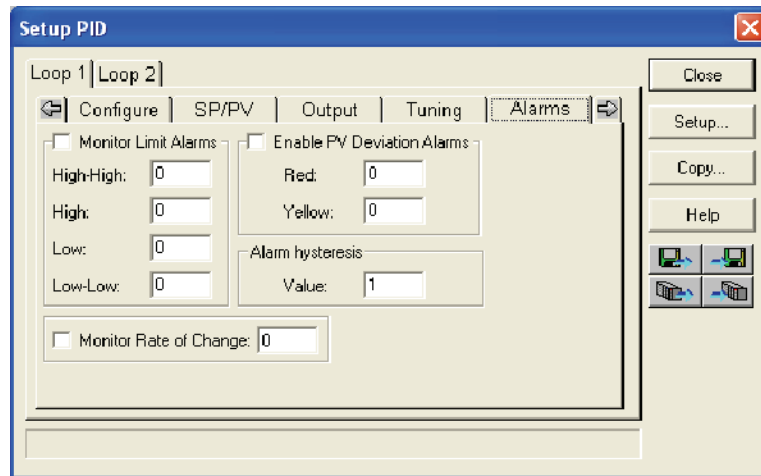 Setup PID
Loop 1 Loop 2
Configure SP/PV Output Tuning Alarms
Monitor Limit Alarms
High-High: 0
High: 0
Low: 0
Low-Low: 0
Enable PV Deviation Alarms
Red: 0
Yellow: 0
Alarm hysteresis
Value: 1
Monitor Rate of Change: 0
Close
Setup...
Copy...
Help